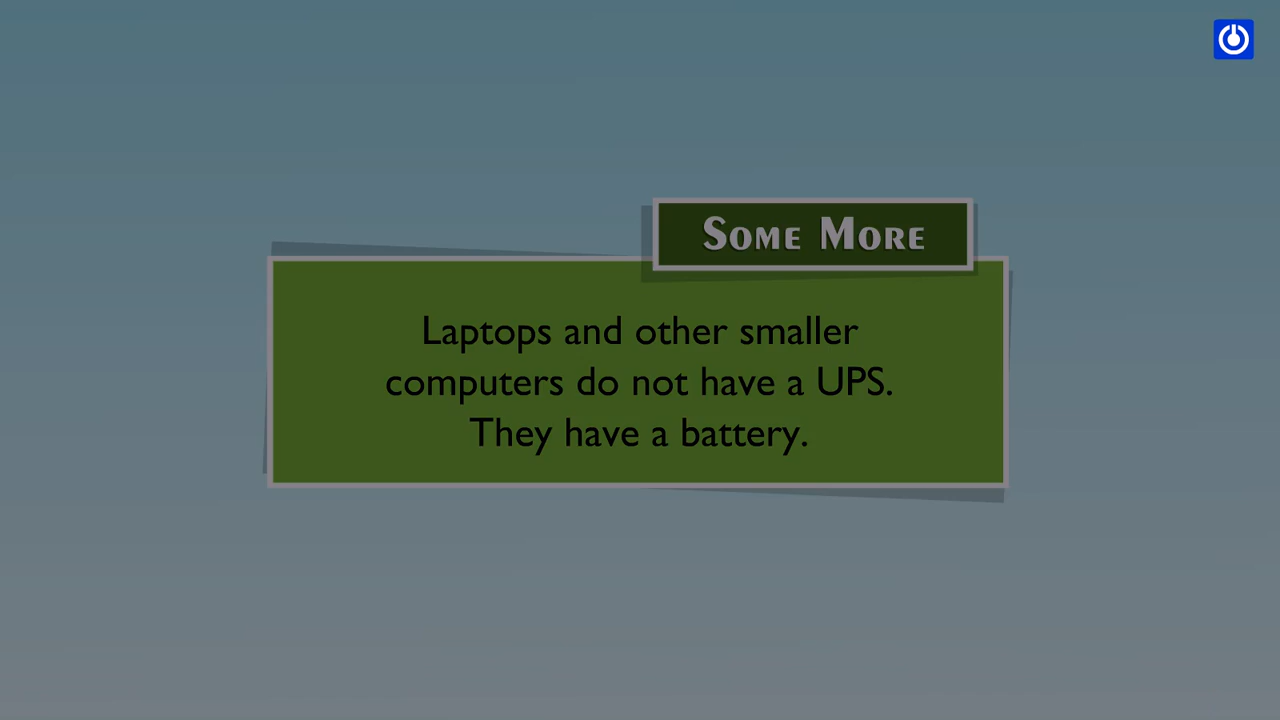 Some More
Laptops and other smaller
computers do not have a UPS.
They have a battery.